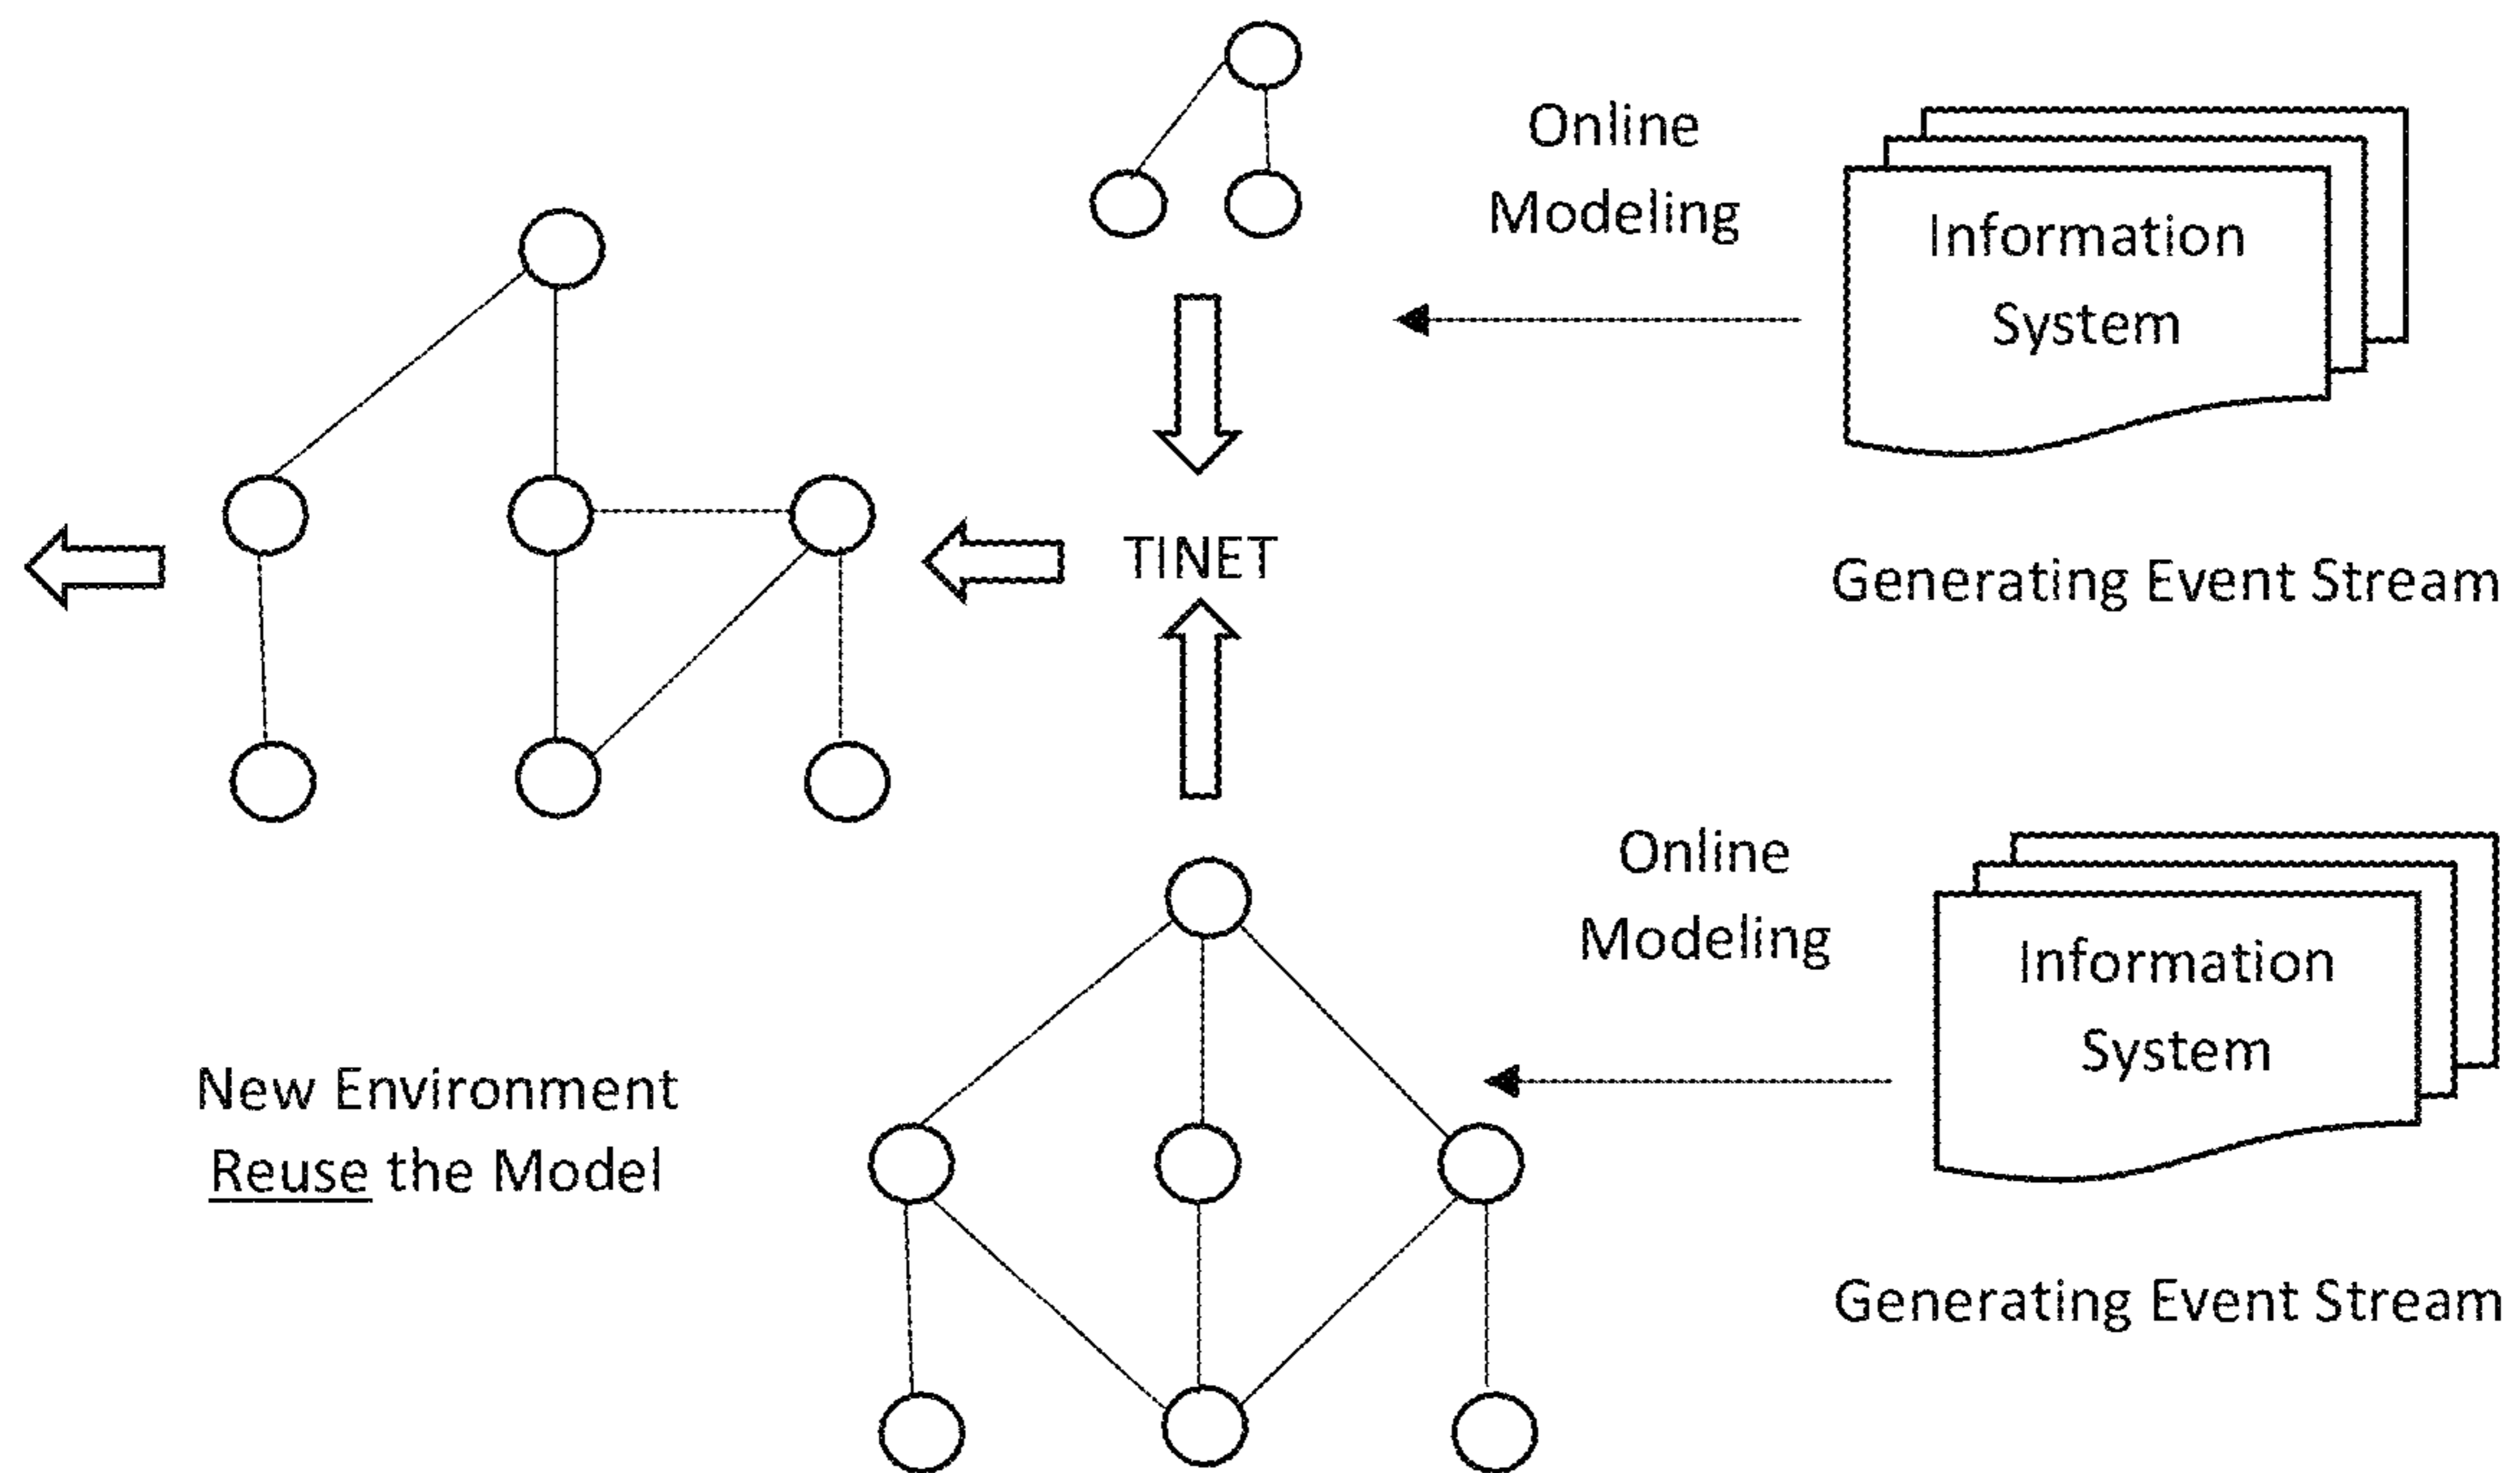 Online
Modeling
Information
System
TINET
Generating Event Stream
Online
Modeling
Information
System
New Environment
Reuse the Model
Generating Event Stream